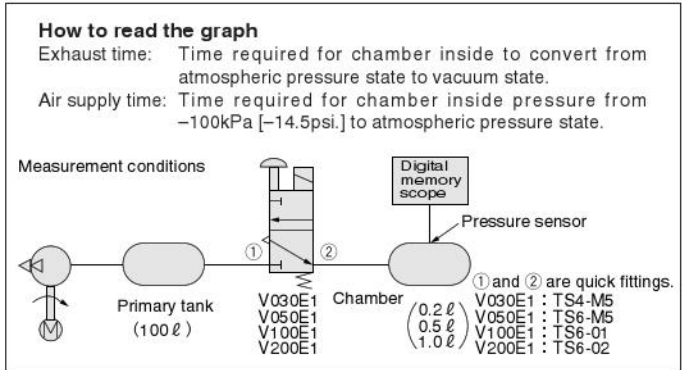 How to read the graph
Exhaust time: Time required for chamber inside to convert from
atmospheric pressure state to vacuum state.
Air supply time: Time required for chamber inside pressure from
–100kPa [–14.5psi.] to atmospheric pressure state.
Measurement conditions
Digital
memory
scope
Pressure sensor
① ②
① and ② are quick fittings.
Primary tank
(100ℓ)
V030E1
V050E1
V100E1
V200E1
Chamber
(0.2ℓ
0.5ℓ
1.0ℓ)
V030E1 : TS4-M5
V050E1 : TS6-M5
V100E1 : TS6-01
V200E1 : TS6-02
M